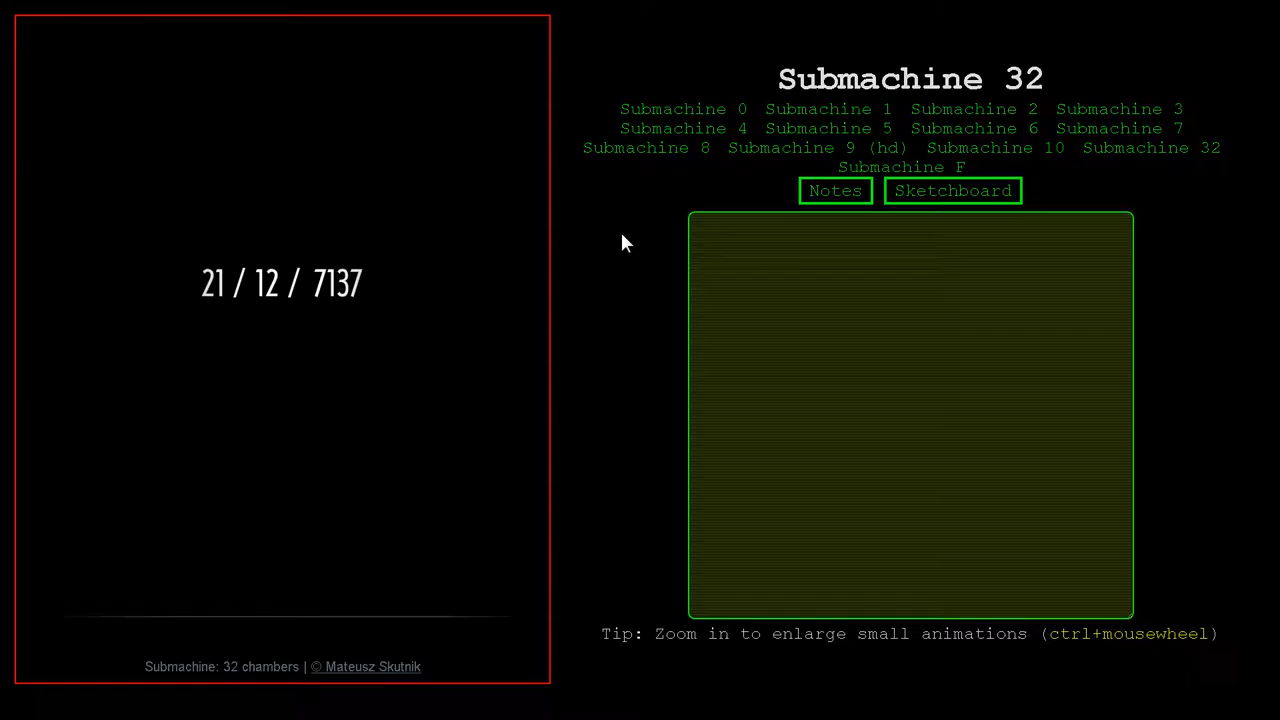 21 / 12 / 7137
Submachine: 32 chambers | © Mateusz Skutnik
Submachine 32
Submachine 0 Submachine 1 Submachine 2 Submachine 3
Submachine 4 Submachine 5 Submachine 6 Submachine 7
Submachine 8 Submachine 9 (hd) Submachine 10 Submachine 32
Submachine F
Notes Sketchboard
Tip: Zoom in to enlarge small animations (ctrl+mousewheel)